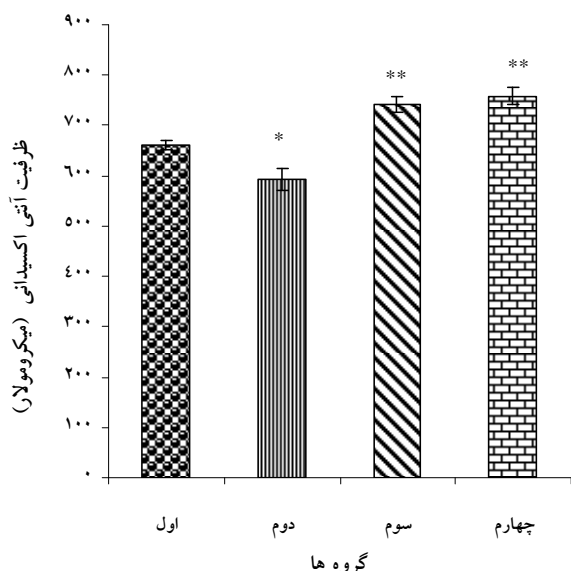 ۹۰۰
۸۰۰
۷۰۰
۶۰۰
۵۰۰
۴۰۰
۳۰۰
۲۰۰
۱۰۰
۰
ظرفیت آنتی اکسیدانی (میکرومولار)
*
**
**
اول
دوم
سوم
چهارم
گروه ها